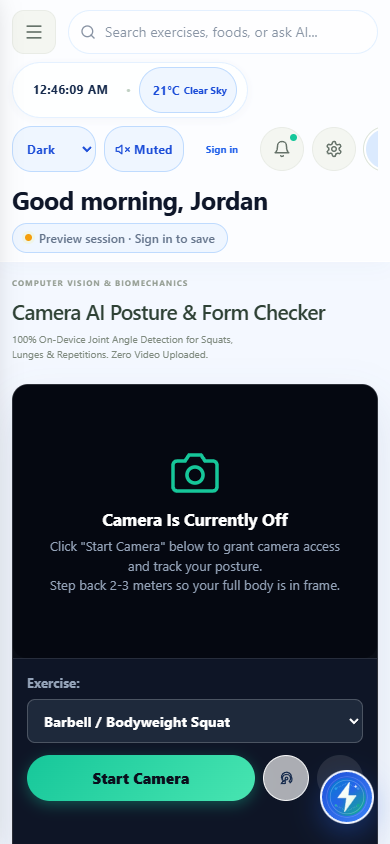 Search exercises, foods, or ask AI...
12:46:09 AM
21°C Clear Sky
Dark
Muted
Sign in
Good morning, Jordan
Preview session · Sign in to save
COMPUTER VISION & BIOMECHANICS
Camera AI Posture & Form Checker
100% On-Device Joint Angle Detection for Squats,
Lunges & Repetitions. Zero Video Uploaded.
Camera Is Currently Off
Click "Start Camera" below to grant camera access
and track your posture.
Step back 2-3 meters so your full body is in frame.
Exercise:
Barbell / Bodyweight Squat
Start Camera